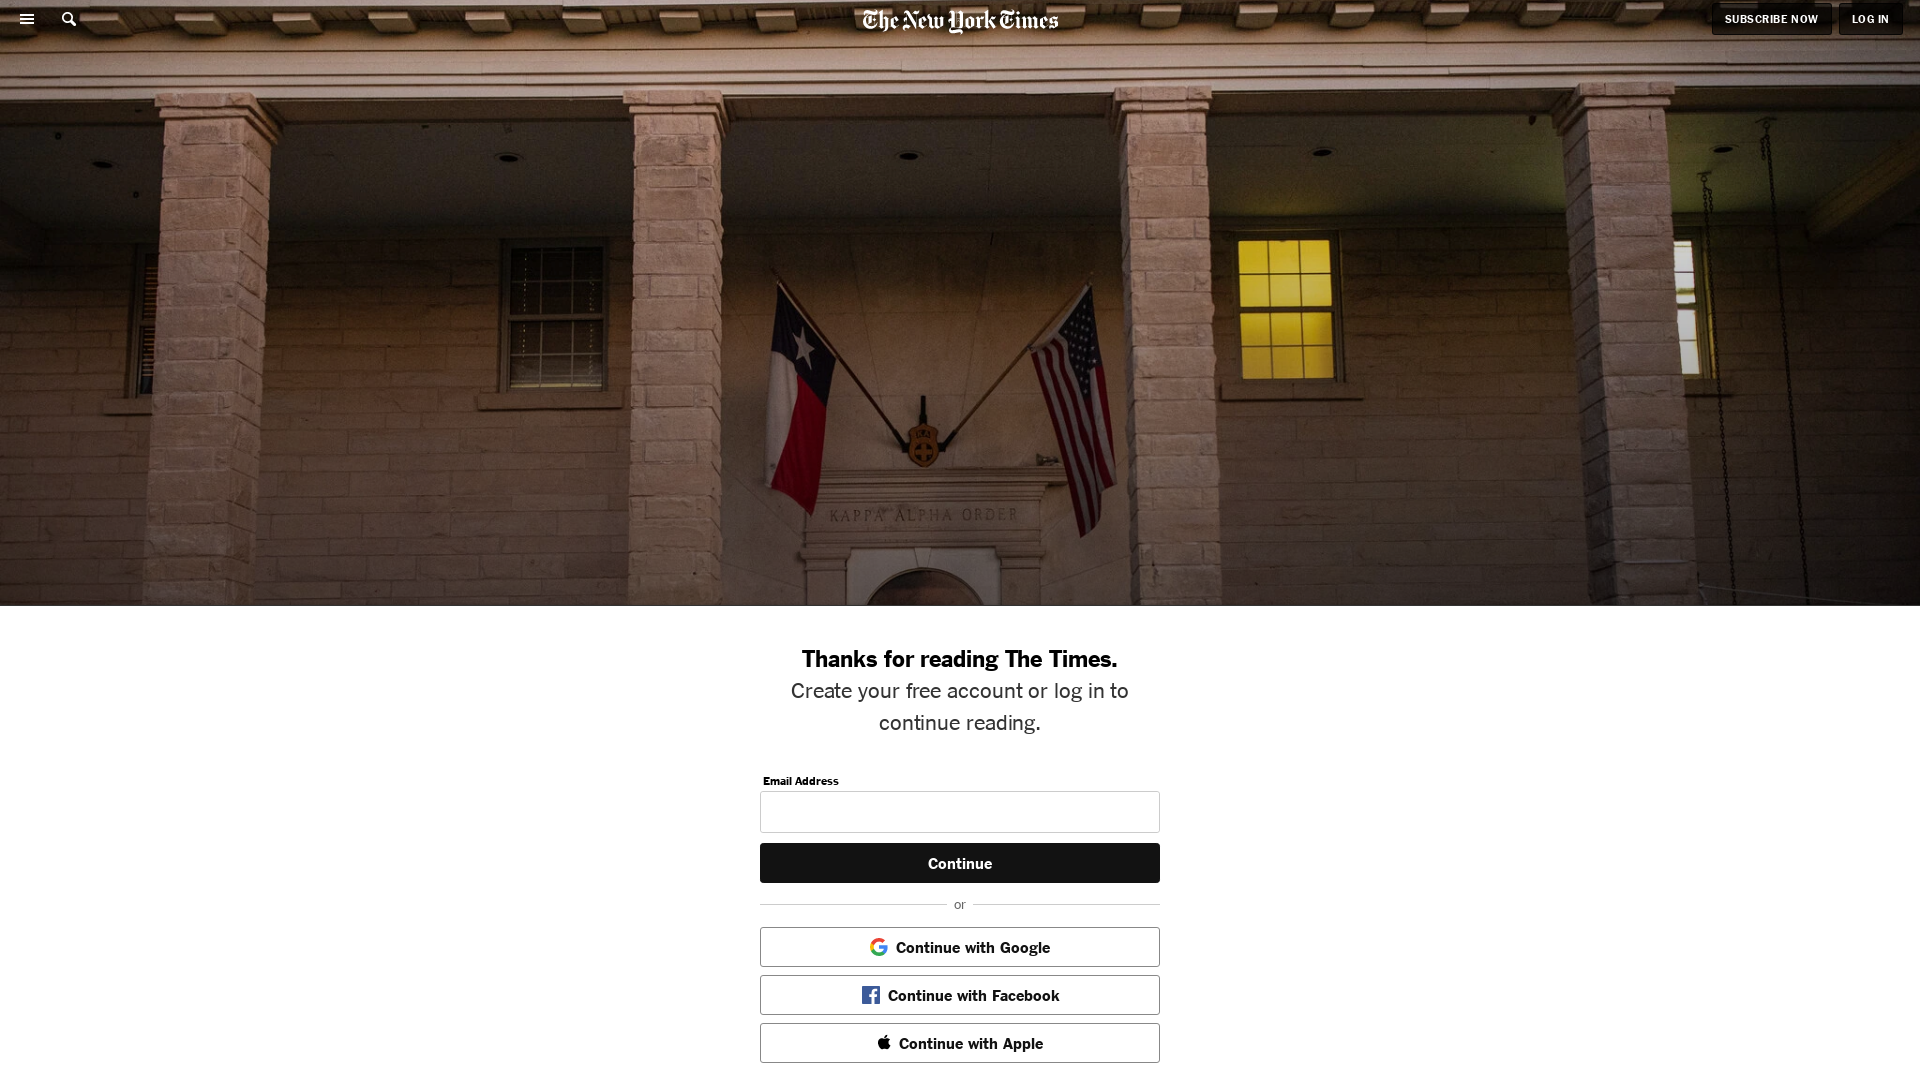 The New York Times
SUBSCRIBE NOW
LOG IN
KA
KAPPA ALPHA ORDER
Thanks for reading The Times.
Create your free account or log in to
continue reading.
Email Address
Continue
or
Continue with Google
Continue with Facebook
Continue with Apple